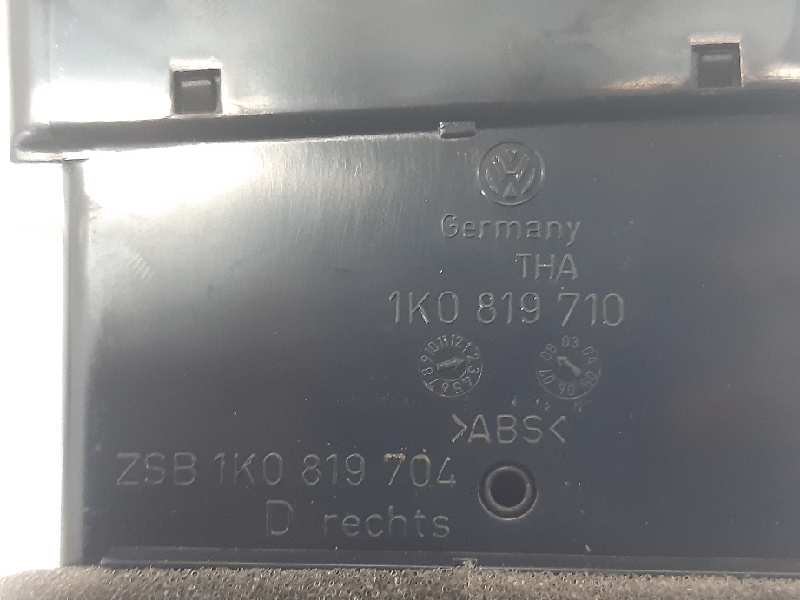 Germany
THA
1K0 819 710
>ABS<
ZSB 1K0 819 704
D rechts